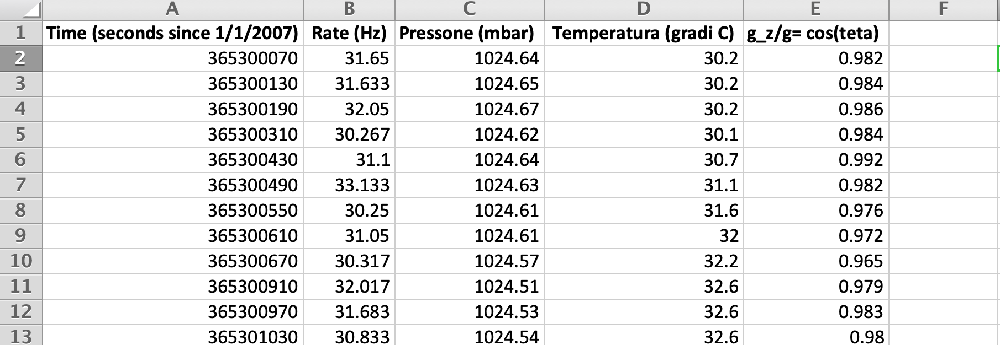 A B C D E F
1 Time (seconds since 1/1/2007) Rate (Hz) Pressone (mbar) Temperatura (gradi C) g_z/g= cos(teta)
2 365300070 31.65 1024.64 30.2 0.982
3 365300130 31.633 1024.65 30.2 0.984
4 365300190 32.05 1024.67 30.2 0.986
5 365300310 30.267 1024.62 30.1 0.984
6 365300430 31.1 1024.64 30.7 0.992
7 365300490 33.133 1024.63 31.1 0.982
8 365300550 30.25 1024.61 31.6 0.976
9 365300610 31.05 1024.61 32 0.972
10 365300670 30.317 1024.57 32.2 0.965
11 365300910 32.017 1024.51 32.6 0.979
12 365300970 31.683 1024.53 32.6 0.983
13 365301030 30.833 1024.54 32.6 0.98